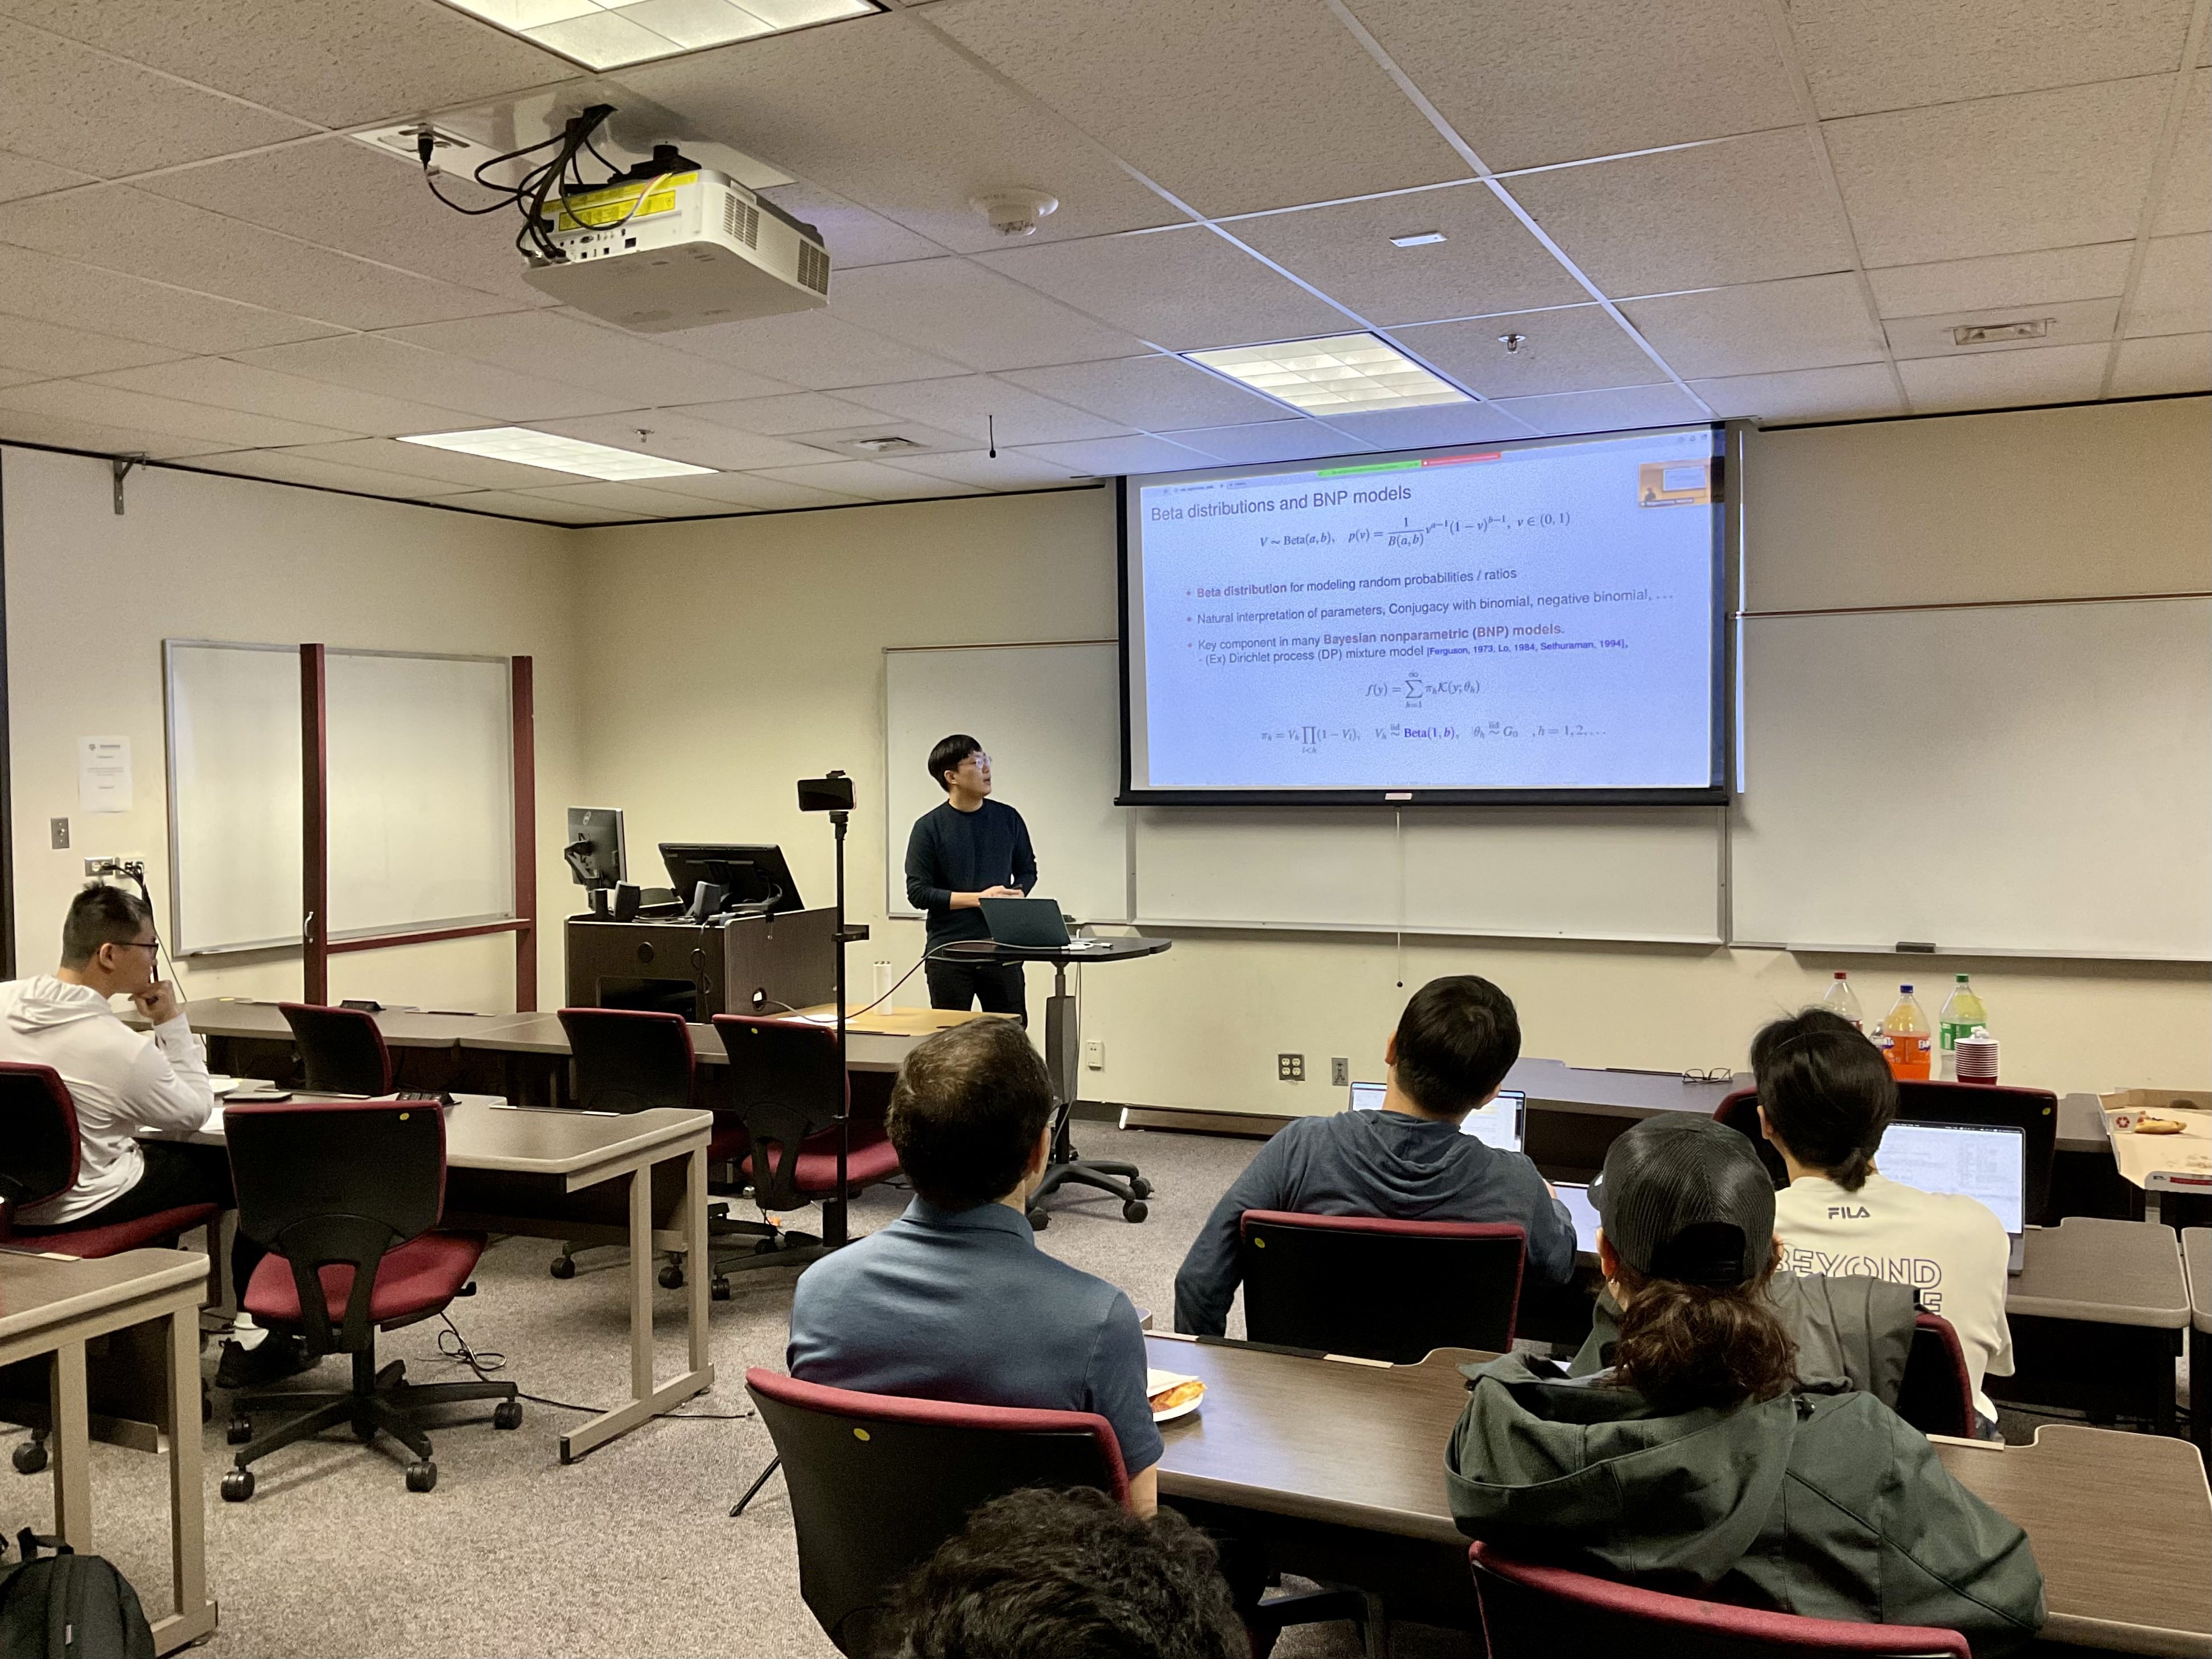 Beta distributions and BNP models
V ∼ Beta(a, b), p(v) = 1/B(a, b) v^{a−1}(1 − v)^{b−1}, v ∈ (0, 1)
• Beta distribution for modeling random probabilities / ratios
• Natural interpretation of parameters, Conjugacy with binomial, negative binomial, …
• Key component in many Bayesian nonparametric (BNP) models.
- (Ex) Dirichlet process (DP) mixture model [Ferguson, 1973, Lo, 1984, Sethuraman, 1994],
f(y) = ∑_{h=1}^{∞} π_h K(y; θ_h)
π_h = V_h ∏_{l<h} (1 − V_l), V_h ∼^{iid} Beta(1, b), θ_h ∼^{iid} G_0 , h = 1, 2, …
FILA
BEYOND